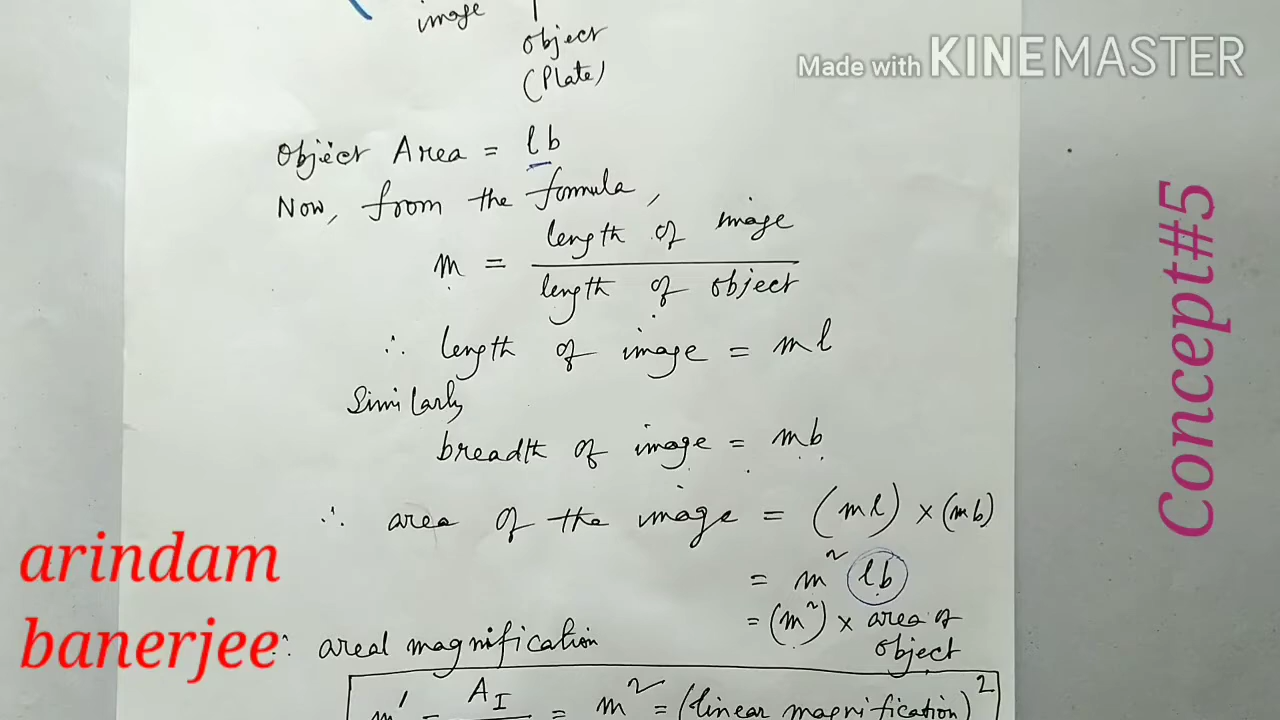 Made with KINEMASTER
image
object
(Plate)
Object Area = lb
Now, from the formula,
m = length of image / length of object
∴ length of image = ml
Similarly
breadth of image = mb
∴ area of the image = (ml) × (mb)
= m² lb
= (m²) × area of object
∴ areal magnification
m' = A_I = m² = (linear magnification)²
arindam
banerjee
Concept#5